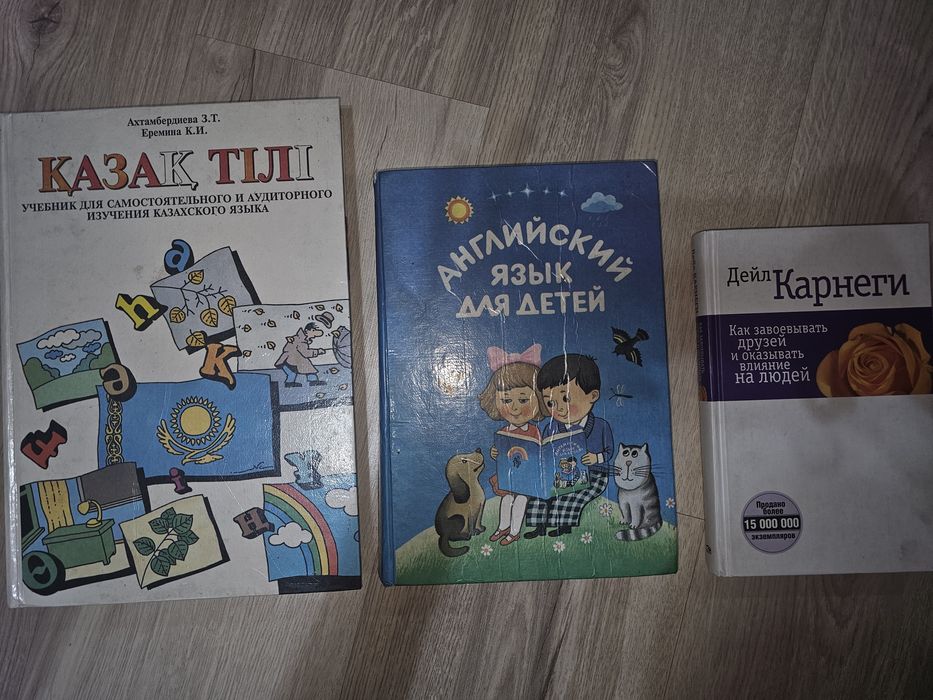 Ахтамбердиева З.Т.
Еремина К.И.
ҚАЗАҚ ТІЛІ
УЧЕБНИК ДЛЯ САМОСТОЯТЕЛЬНОГО И АУДИТОРНОГО
ИЗУЧЕНИЯ КАЗАХСКОГО ЯЗЫКА
АНГЛИЙСКИЙ
ЯЗЫК
ДЛЯ ДЕТЕЙ
Дейл
Карнеги
Как завоевывать
друзей
и оказывать
влияние
на людей
Продано
более
15 000 000
экземпляров